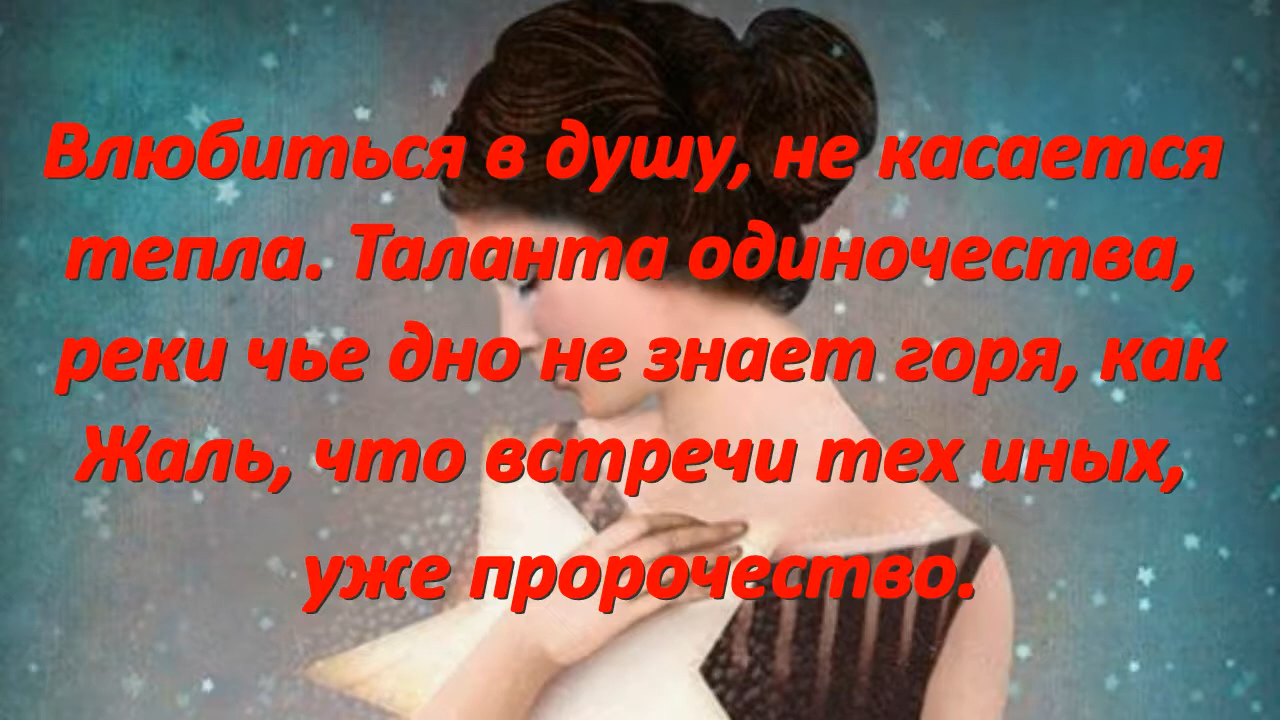 Влюбиться в душу, не касается
тепла. Таланта одиночества,
реки чье дно не знает горя, как
Жаль, что встречи тех иных,
уже пророчество.